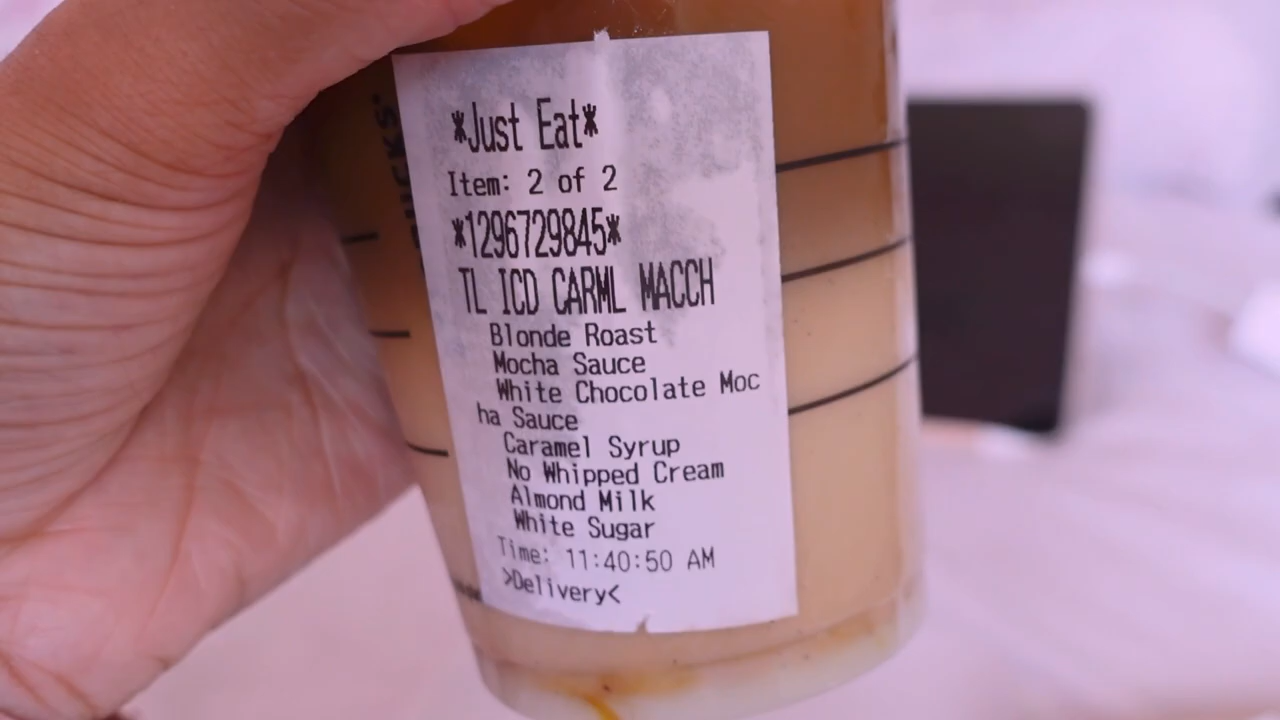 *Just Eat*
Item: 2 of 2
*1296729845*
TL ICD CARML MACCH
Blonde Roast
Mocha Sauce
White Chocolate Moc
ha Sauce
Caramel Syrup
No Whipped Cream
Almond Milk
White Sugar
Time: 11:40:50 AM
>Delivery<